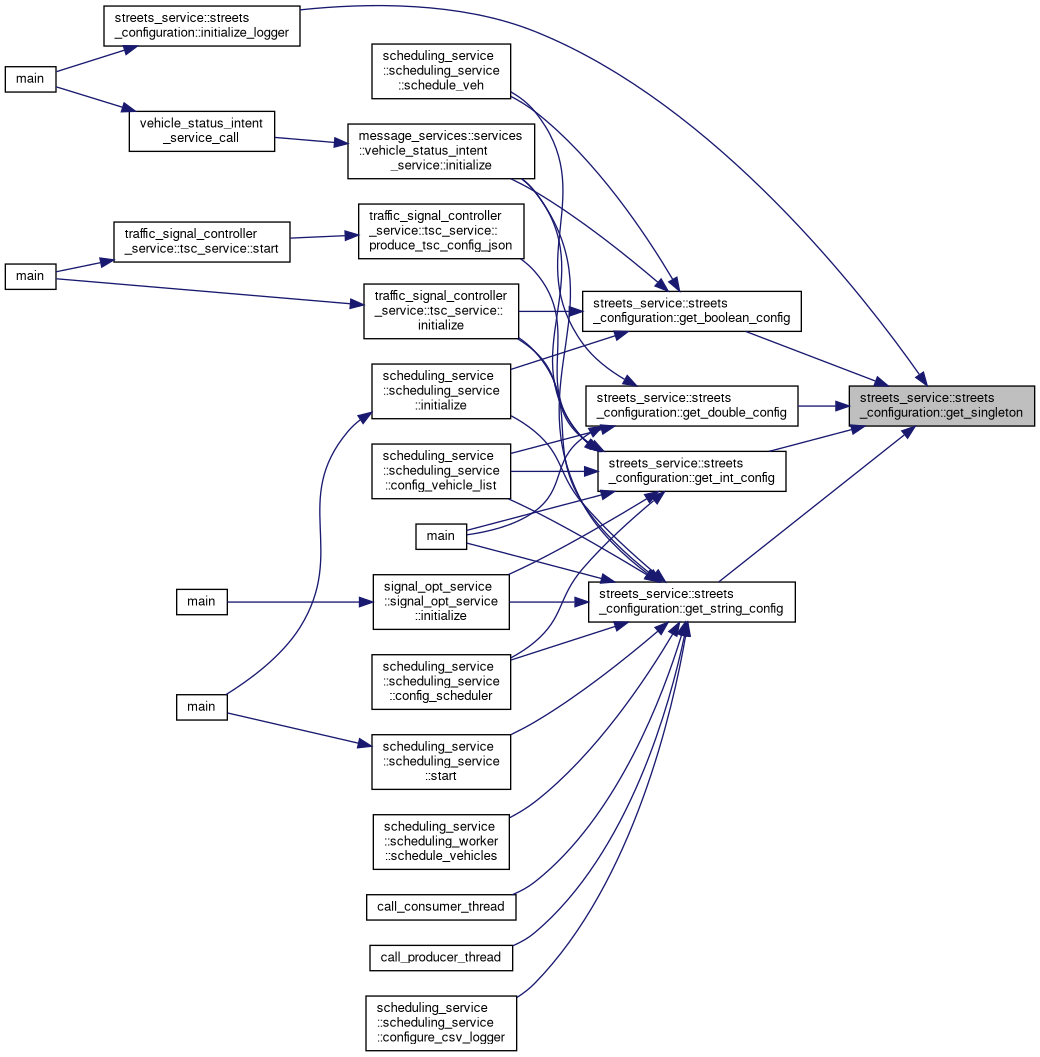 streets_service::streets
_configuration::initialize_logger
main
scheduling_service
::scheduling_service
::schedule_veh
vehicle_status_intent
_service_call
message_services::services
::vehicle_status_intent
_service::initialize
traffic_signal_controller
_service::tsc_service::
produce_tsc_config_json
traffic_signal_controller
_service::tsc_service::start
main
traffic_signal_controller
_service::tsc_service::
initialize
streets_service::streets
_configuration::get_boolean_config
scheduling_service
::scheduling_service
::initialize
streets_service::streets
_configuration::get_double_config
streets_service::streets
_configuration::get_singleton
scheduling_service
::scheduling_service
::config_vehicle_list
streets_service::streets
_configuration::get_int_config
main
main
signal_opt_service
::signal_opt_service
::initialize
streets_service::streets
_configuration::get_string_config
scheduling_service
::scheduling_service
::config_scheduler
main
scheduling_service
::scheduling_service
::start
scheduling_service
::scheduling_worker
::schedule_vehicles
call_consumer_thread
call_producer_thread
scheduling_service
::scheduling_service
::configure_csv_logger